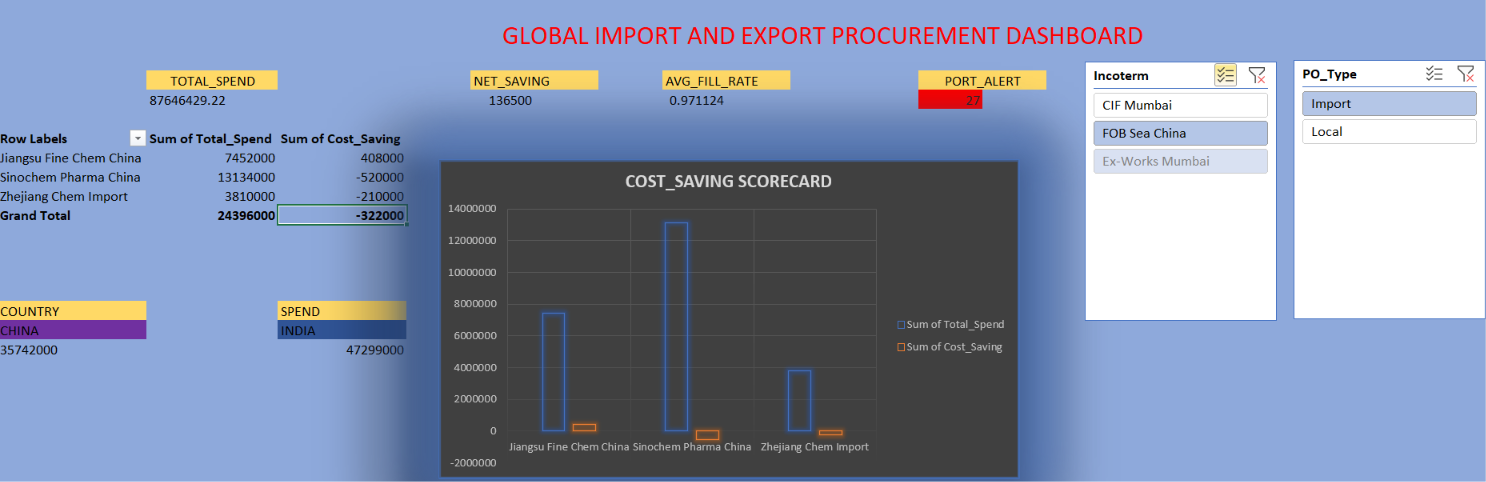 GLOBAL IMPORT AND EXPORT PROCUREMENT DASHBOARD
TOTAL_SPEND NET_SAVING AVG_FILL_RATE PORT_ALERT
87646429.22 136500 0.971124 27
Incoterm
CIF Mumbai
FOB Sea China
Ex-Works Mumbai
PO_Type
Import
Local
Row Labels Sum of Total_Spend Sum of Cost_Saving
Jiangsu Fine Chem China 7452000 408000
Sinochem Pharma China 13134000 -520000
Zhejiang Chem Import 3810000 -210000
Grand Total 24396000 -322000
COUNTRY SPEND
CHINA INDIA
35742000 47299000
COST_SAVING SCORECARD
14000000
12000000
10000000
8000000
6000000
4000000
2000000
0
-2000000
Jiangsu Fine Chem China Sinochem Pharma China Zhejiang Chem Import
Sum of Total_Spend
Sum of Cost_Saving